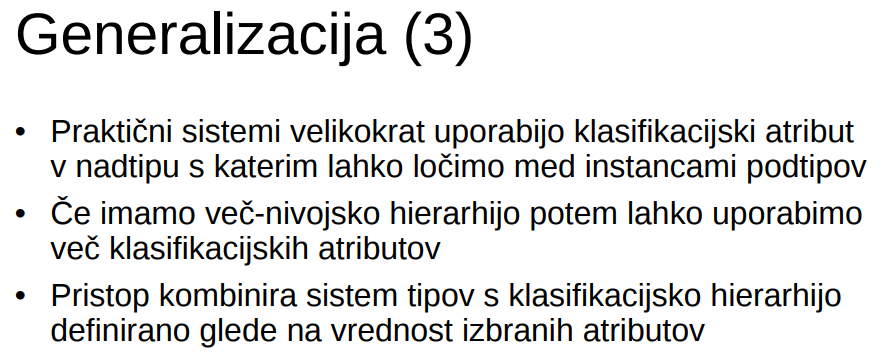 Generalizacija (3)
• Praktični sistemi velikokrat uporabijo klasifikacijski atribut
v nadtipu s katerim lahko ločimo med instancami podtipov
• Če imamo več-nivojsko hierarhijo potem lahko uporabimo
več klasifikacijskih atributov
• Pristop kombinira sistem tipov s klasifikacijsko hierarhijo
definirano glede na vrednost izbranih atributov